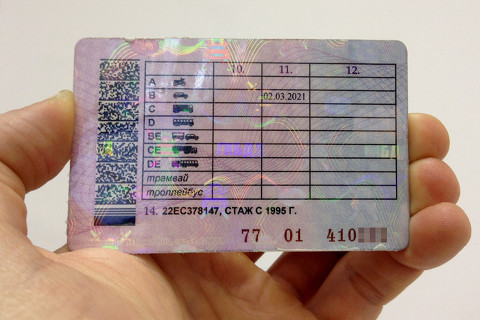 10. 11. 12.
A
B 02.03.2021
C
D
BE
CE
DE
трамвай
троллейбус
14. 22ЕС378147, СТАЖ С 1995 Г.
77 01 410